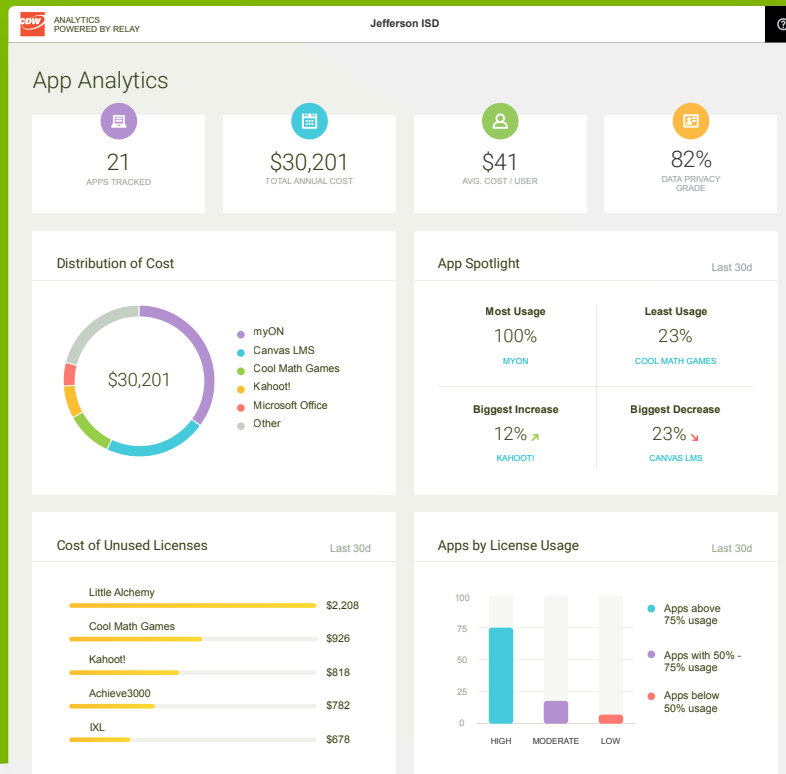 CDW
ANALYTICS
POWERED BY RELAY
Jefferson ISD
?
App Analytics
21
APPS TRACKED
$30,201
TOTAL ANNUAL COST
$41
AVG. COST / USER
82%
DATA PRIVACY
GRADE
Distribution of Cost
$30,201
myON
Canvas LMS
Cool Math Games
Kahoot!
Microsoft Office
Other
App Spotlight
Last 30d
Most Usage
100%
MYON
Least Usage
23%
COOL MATH GAMES
Biggest Increase
12%
KAHOOT!
Biggest Decrease
23%
CANVAS LMS
Cost of Unused Licenses
Last 30d
Little Alchemy
$2,208
Cool Math Games
$926
Kahoot!
$818
Achieve3000
$782
IXL
$678
Apps by License Usage
Last 30d
100
75
50
25
0
HIGH
MODERATE
LOW
Apps above
75% usage
Apps with 50% -
75% usage
Apps below
50% usage